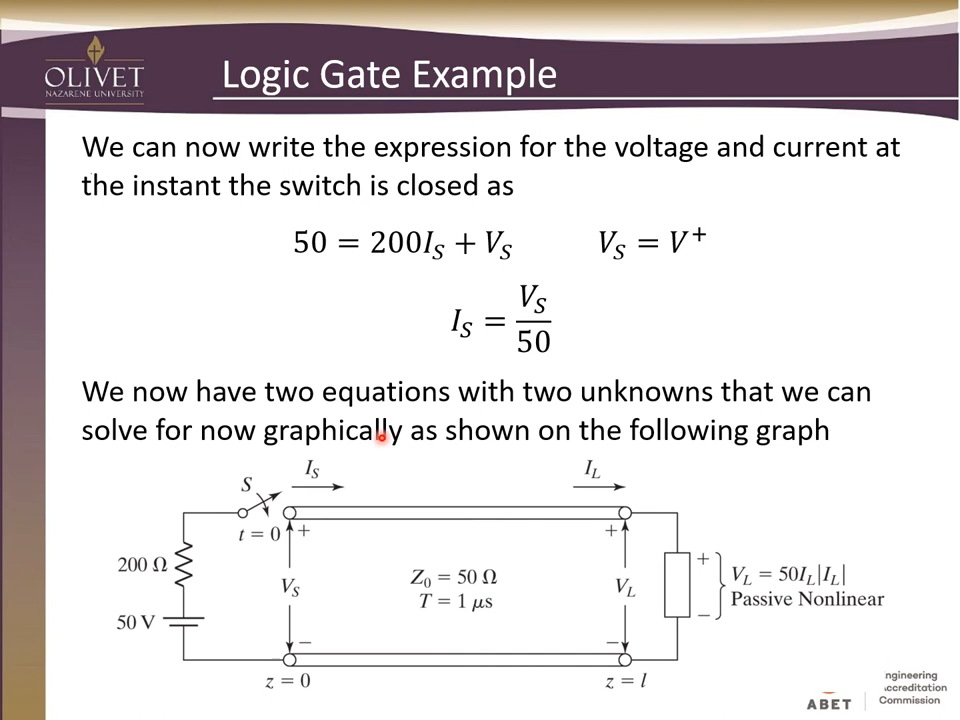 OLIVET
NAZARENE UNIVERSITY
Logic Gate Example
We can now write the expression for the voltage and current at
the instant the switch is closed as
50 = 200I_S + V_S    V_S = V⁺
I_S = V_S/50
We now have two equations with two unknowns that we can
solve for now graphically as shown on the following graph
I_S    I_L
S
t = 0    +    +
200 Ω    V_S    Z₀ = 50 Ω    V_L    +    V_L = 50I_L|I_L|
T = 1 μs    −    Passive Nonlinear
50 V
−    −
z = 0    z = l
ngineering
ccreditation
ABET    Commission